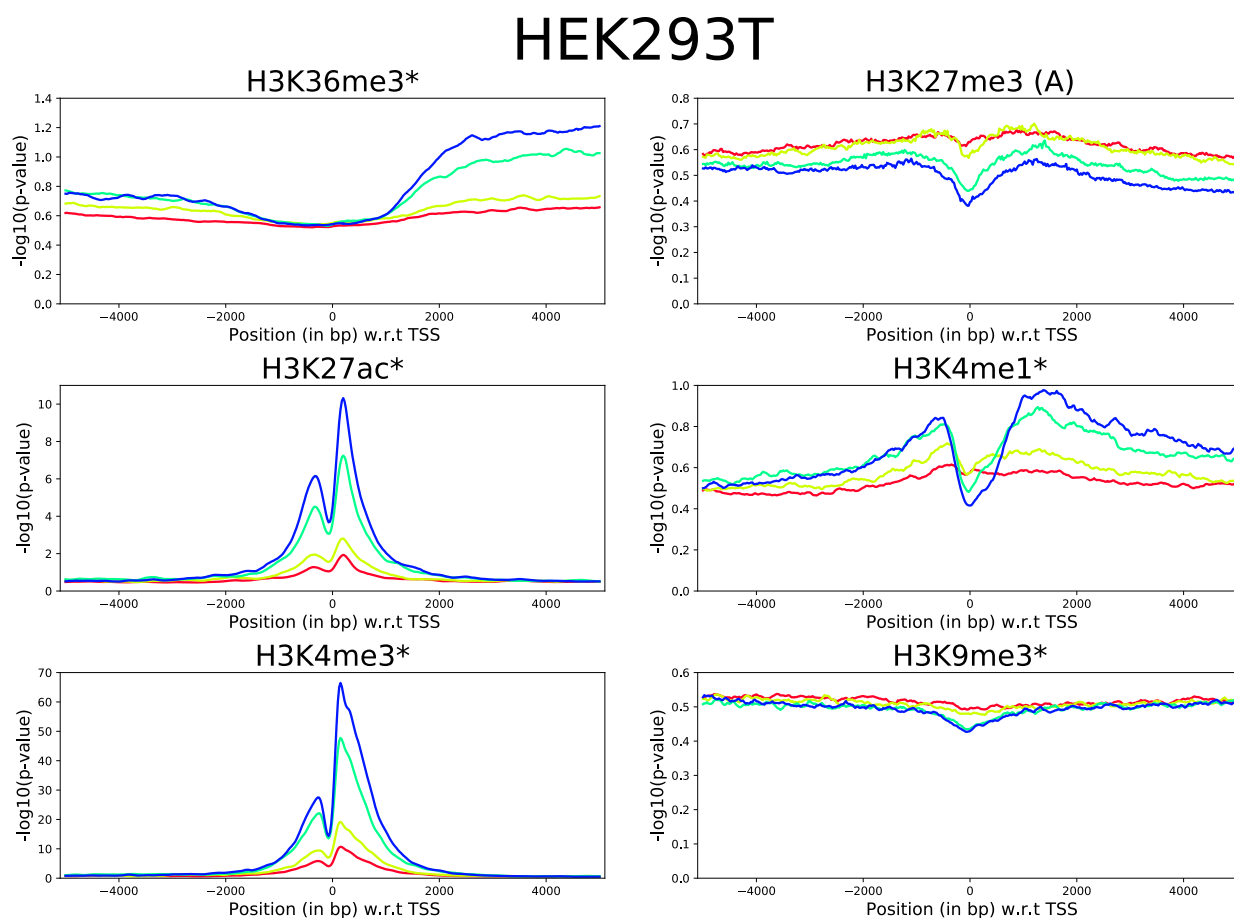 HEK293T
H3K36me3*
1.4
1.2
1.0
0.8
0.6
0.4
0.2
0.0
-log10(p-value)
−4000 −2000 0 2000 4000
Position (in bp) w.r.t TSS
H3K27me3 (A)
0.8
0.7
0.6
0.5
0.4
0.3
0.2
0.1
0.0
-log10(p-value)
−4000 −2000 0 2000 4000
Position (in bp) w.r.t TSS
H3K27ac*
10
8
6
4
2
0
-log10(p-value)
−4000 −2000 0 2000 4000
Position (in bp) w.r.t TSS
H3K4me1*
1.0
0.8
0.6
0.4
0.2
0.0
-log10(p-value)
−4000 −2000 0 2000 4000
Position (in bp) w.r.t TSS
H3K4me3*
70
60
50
40
30
20
10
0
-log10(p-value)
−4000 −2000 0 2000 4000
Position (in bp) w.r.t TSS
H3K9me3*
0.6
0.5
0.4
0.3
0.2
0.1
0.0
-log10(p-value)
−4000 −2000 0 2000 4000
Position (in bp) w.r.t TSS